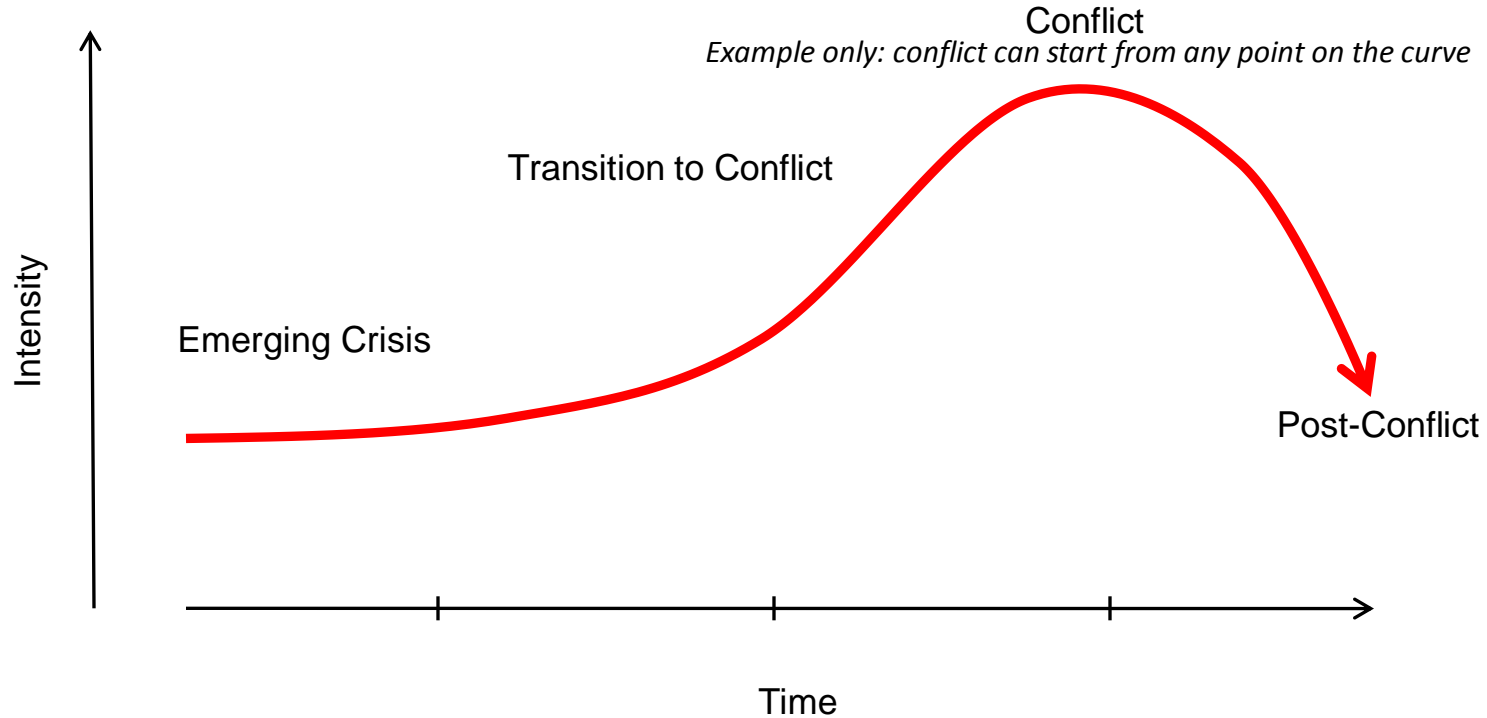 Conflict
Example only: conflict can start from any point on the curve
Transition to Conflict
Intensity
Emerging Crisis
Post-Conflict
Time